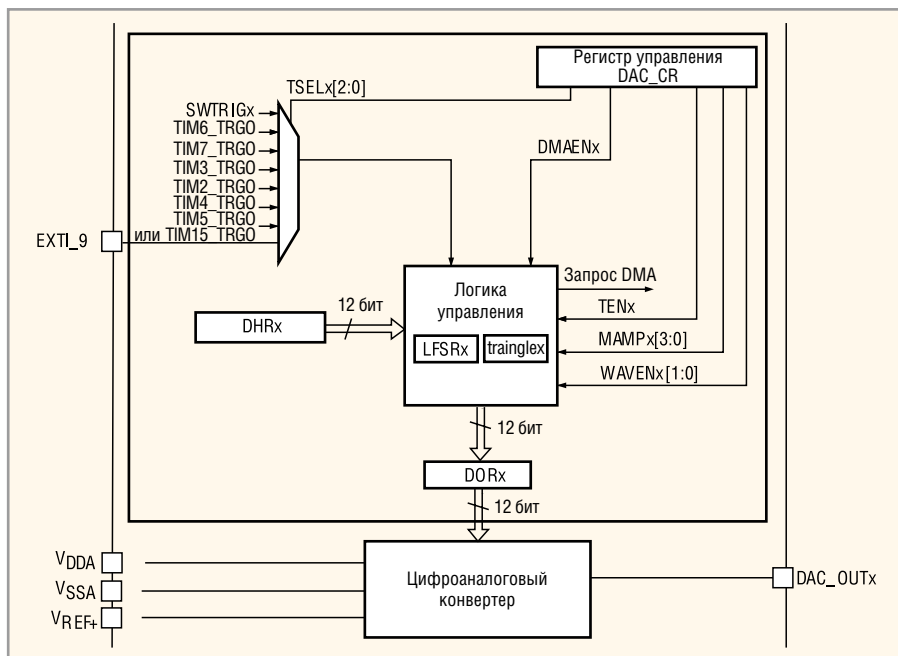 Регистр управления
DAC_CR
TSELx[2:0]
SWTRIGx
TIM6_TRGO
TIM7_TRGO
TIM3_TRGO
TIM2_TRGO
TIM4_TRGO
TIM5_TRGO
или TIM15_TRGO
EXTI_9
DMAENx
Логика
управления
LFSRx
trainglex
Запрос DMA
TENx
MAMPx[3:0]
WAVENx[1:0]
DHRx
12 бит
12 бит
DORx
12 бит
VDDA
VSSA
VREF+
Цифроаналоговый
конвертер
DAC_OUTx